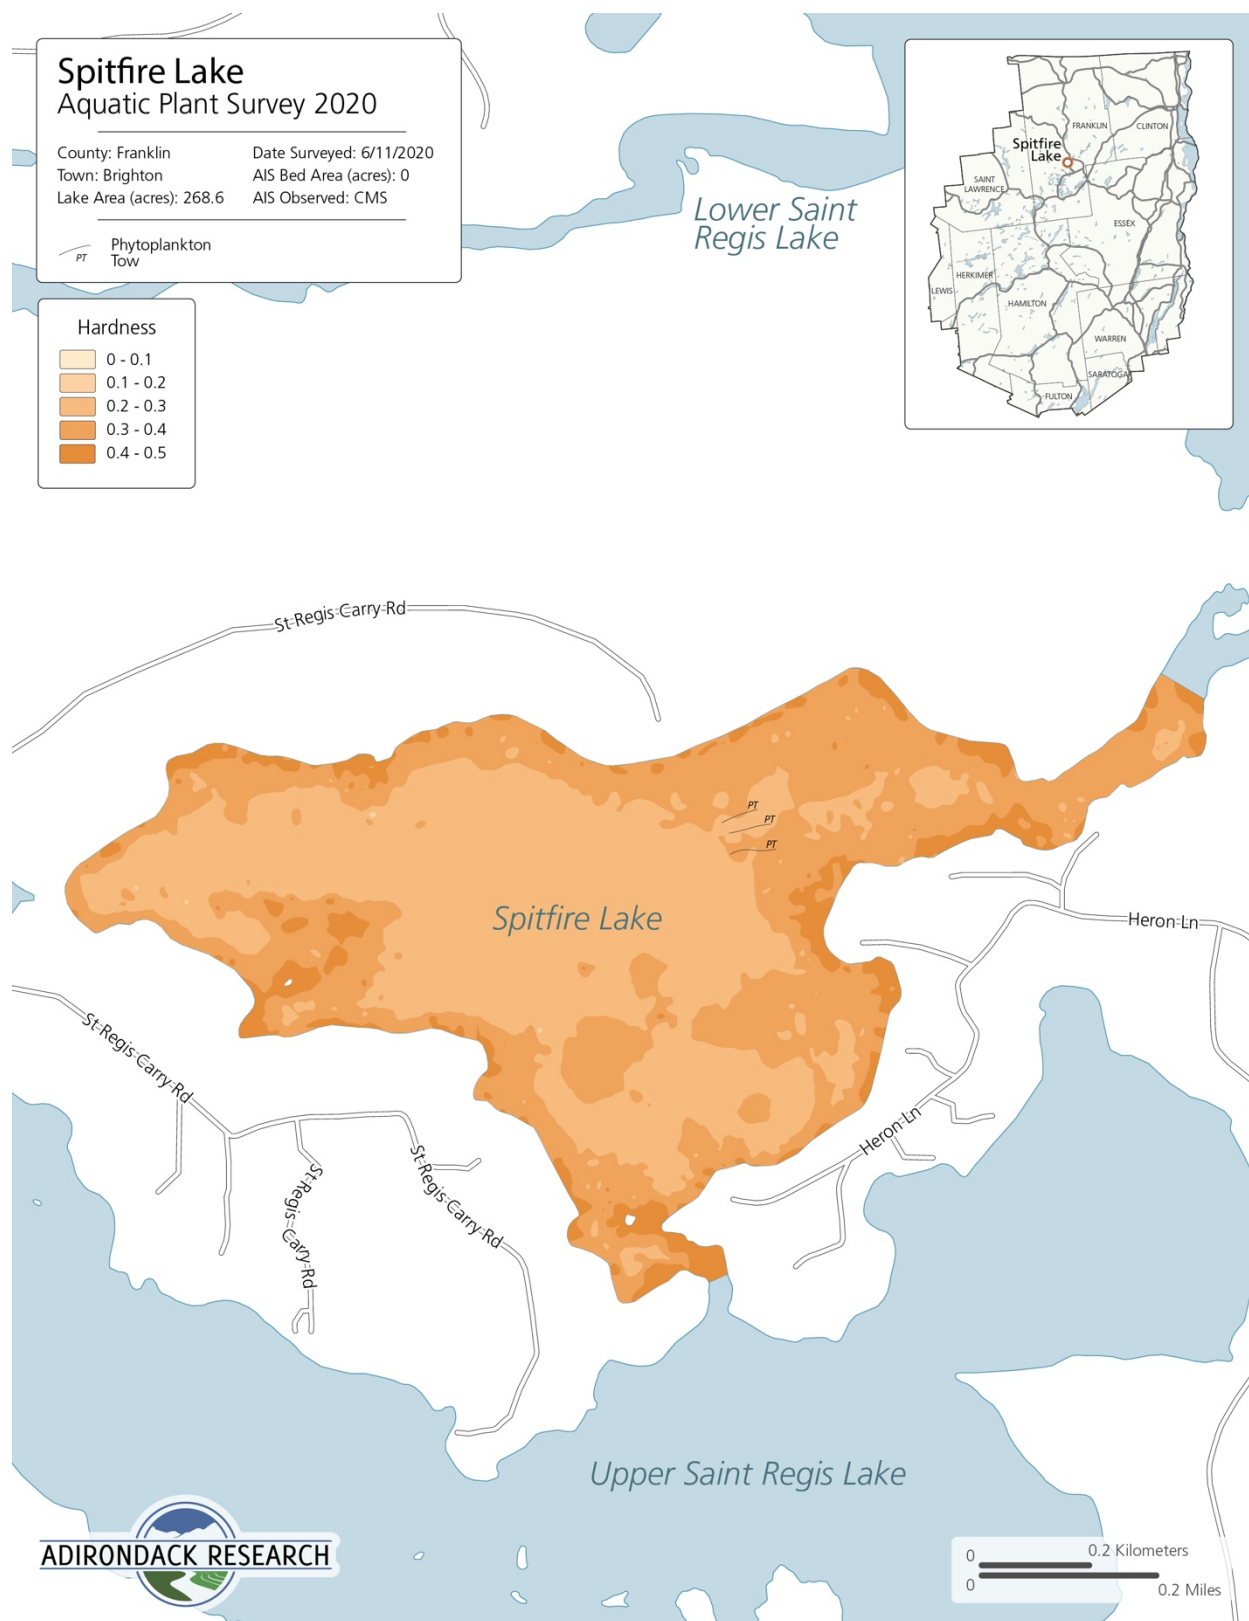 Spitfire Lake
Aquatic Plant Survey 2020
County: Franklin
Date Surveyed: 6/11/2020
Town: Brighton
AIS Bed Area (acres): 0
Lake Area (acres): 268.6
AIS Observed: CMS
PT
Phytoplankton
Tow
Hardness
0 - 0.1
0.1 - 0.2
0.2 - 0.3
0.3 - 0.4
0.4 - 0.5
Lower Saint
Regis Lake
FRANKLIN
CLINTON
Spitfire
Lake
SAINT
LAWRENCE
ESSEX
HERKIMER
LEWIS
HAMILTON
WARREN
SARATOGA
FULTON
St Regis Carry Rd
PT
PT
PT
Spitfire Lake
Heron Ln
St Regis Carry Rd
Heron Ln
St Regis Carry Rd
St Regis Carry Rd
Upper Saint Regis Lake
ADIRONDACK RESEARCH
0
0.2 Kilometers
0
0.2 Miles